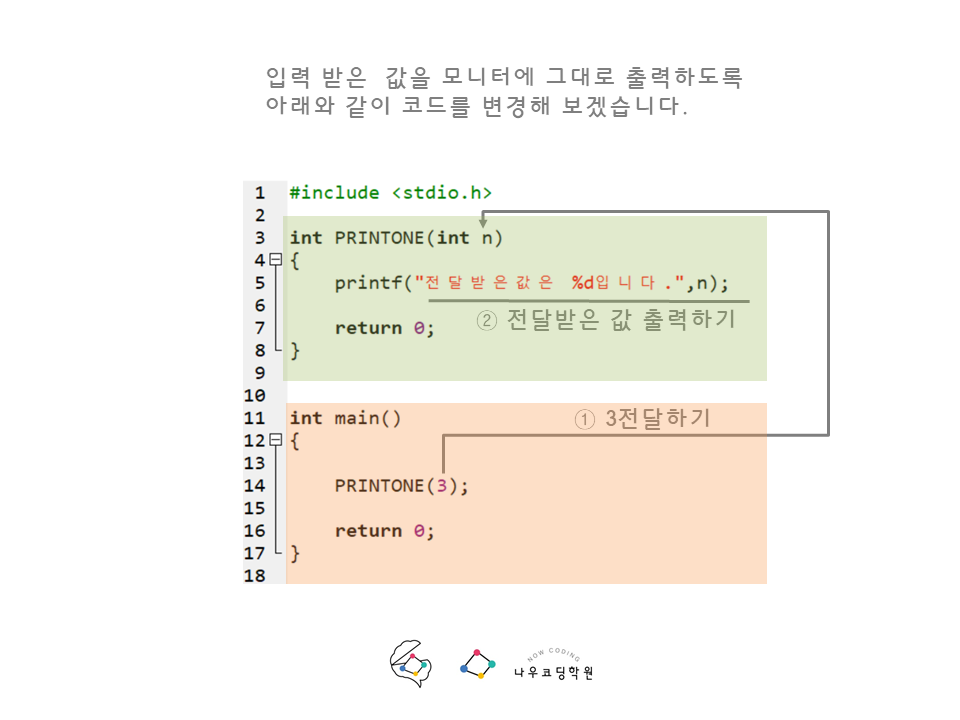 입력 받은 값을 모니터에 그대로 출력하도록
아래와 같이 코드를 변경해 보겠습니다.
1 #include <stdio.h>
2
3 int PRINTONE(int n)
4 {
5 printf("전달받은값은 %d입니다.",n);
6
② 전달받은 값 출력하기
7 return 0;
8 }
9
10
11 int main()
① 3전달하기
12 {
13
14 PRINTONE(3);
15
16 return 0;
17 }
18
NOW CODING
나우코딩학원